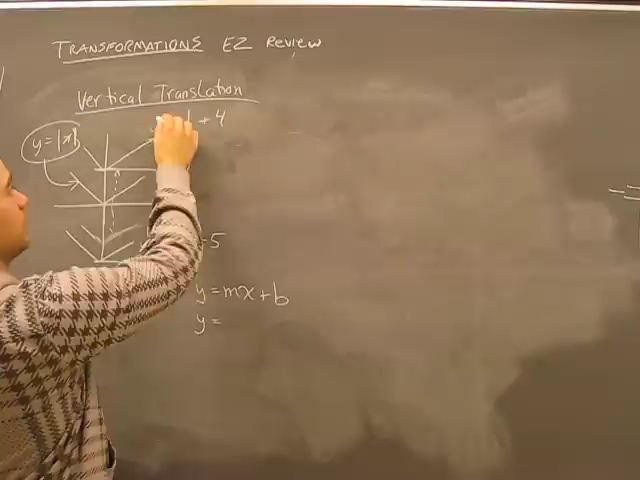 TRANSFORMATIONS EZ Review
Vertical Translation
+ 4
y = |x|
-5
y = mx + b
y =